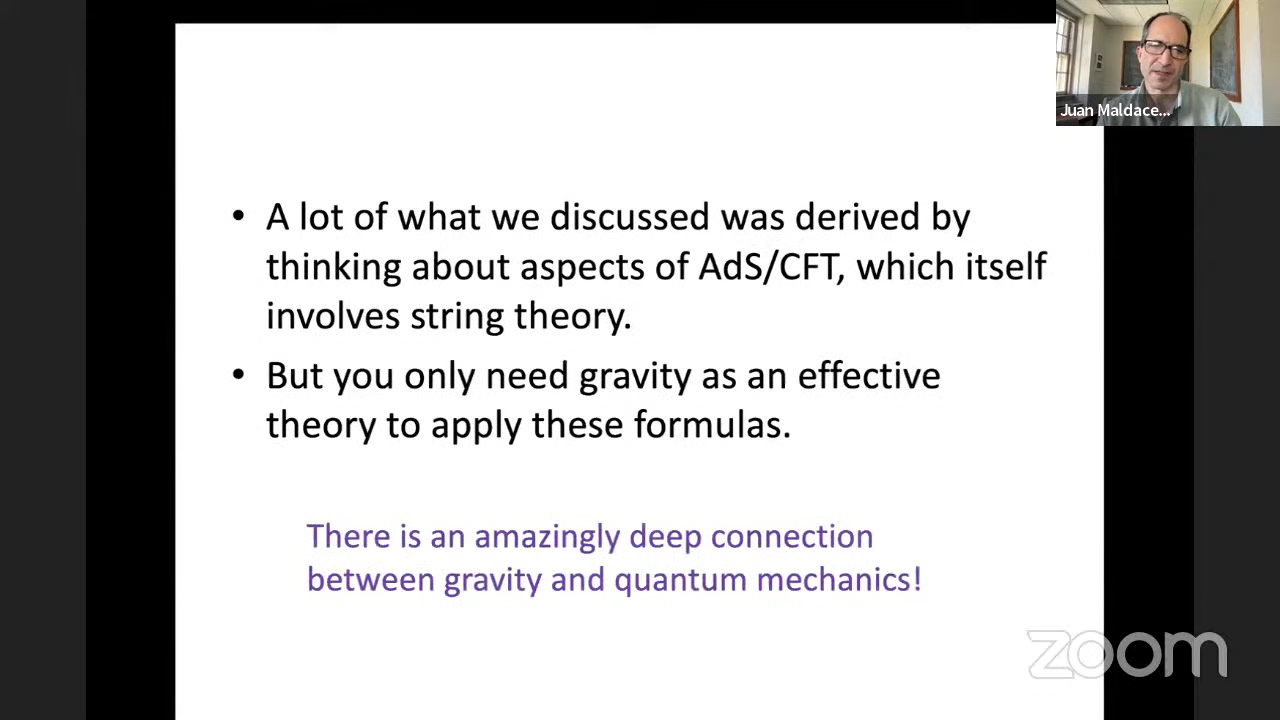 Juan Maldace...
• A lot of what we discussed was derived by
thinking about aspects of AdS/CFT, which itself
involves string theory.
• But you only need gravity as an effective
theory to apply these formulas.
There is an amazingly deep connection
between gravity and quantum mechanics!
zoom